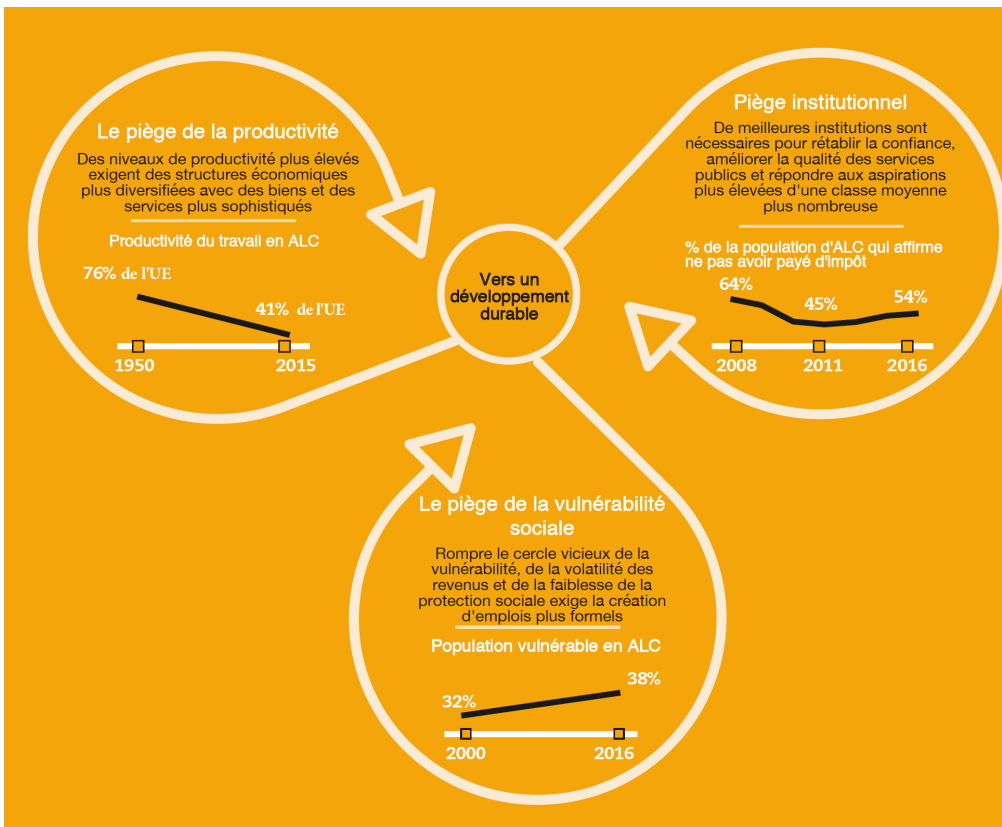 Le piège de la productivité
Des niveaux de productivité plus élevés
exigent des structures économiques
plus diversifiées avec des biens et des
services plus sophistiqués
Productivité du travail en ALC
76% de l'UE
41% de l'UE
1950
2015
Vers un
développement
durable
Piège institutionnel
De meilleures institutions sont
nécessaires pour rétablir la confiance,
améliorer la qualité des services
publics et répondre aux aspirations
plus élevées d'une classe moyenne
plus nombreuse
% de la population d'ALC qui affirme
ne pas avoir payé d'impôt
64%
45%
54%
2008
2011
2016
Le piège de la vulnérabilité
sociale
Rompre le cercle vicieux de la
vulnérabilité, de la volatilité des
revenus et de la faiblesse de la
protection sociale exige la création
d'emplois plus formels
Population vulnérable en ALC
32%
38%
2000
2016